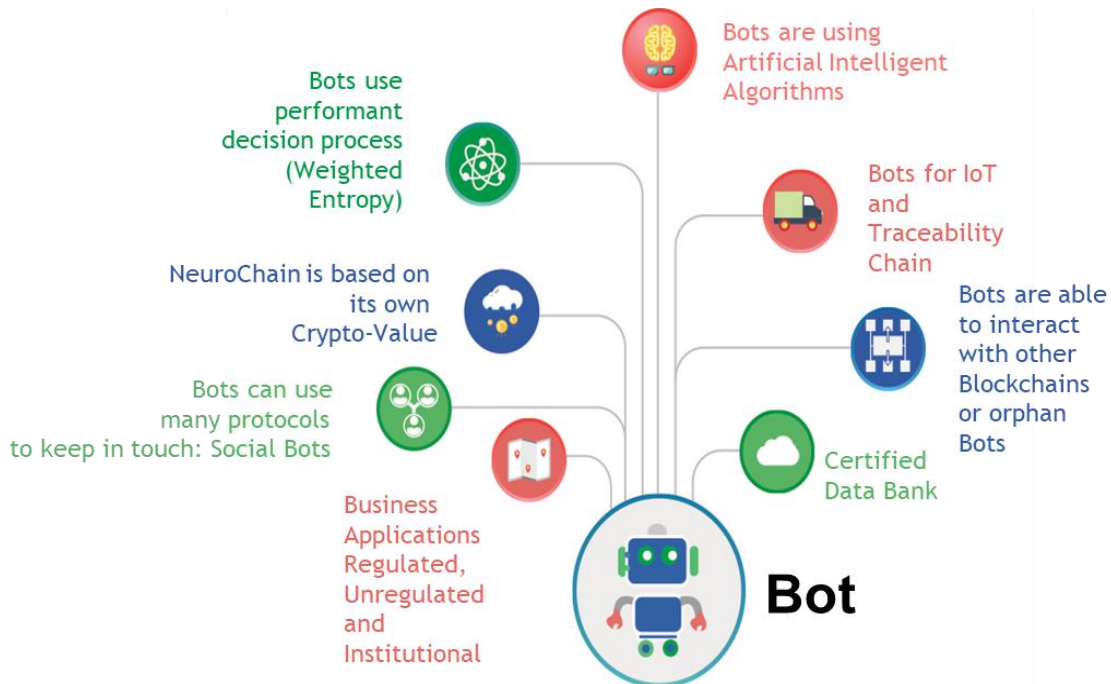 Bots are using
Artificial Intelligent
Algorithms
Bots use
performant
decision process
(Weighted
Entropy)
Bots for IoT
and
Traceability
Chain
NeuroChain is based on
its own
Crypto-Value
Bots are able
to interact
with other
Blockchains
or orphan
Bots
Bots can use
many protocols
to keep in touch: Social Bots
Certified
Data Bank
Business
Applications
Regulated,
Unregulated
and
Institutional
Bot